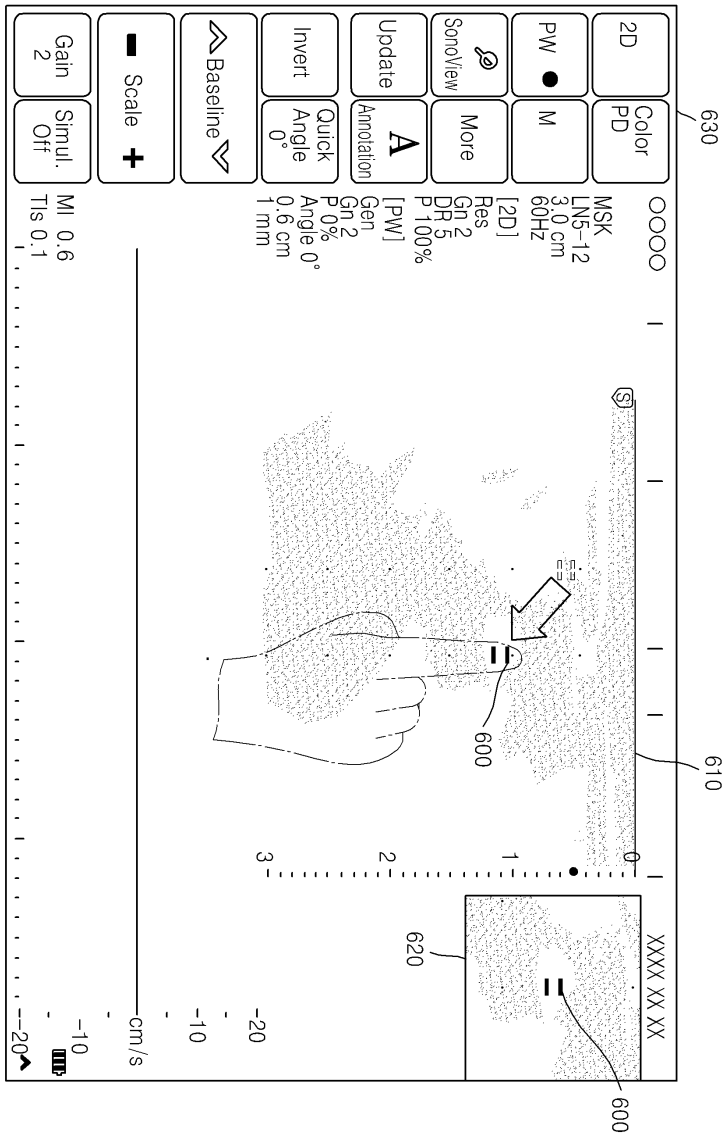 630
2D
Color
PD
PW ●
M
SonoView
More
Update
A
Annotation
Invert
Quick
Angle
0°
Baseline
− Scale +
Gain
2
Simul.
Off
○○○○
MSK
LN5-12
3.0 cm
60Hz
[2D]
Res
Gn 2
DR 5
P 100%
[PW]
Gen
Gn 2
P 0%
Angle 0°
0.6 cm
1 mm
MI 0.6
TIs 0.1
S
600
610
0
1
2
3
XXXX XX XX
620
600
-20
-10
cm/s
-10
-20